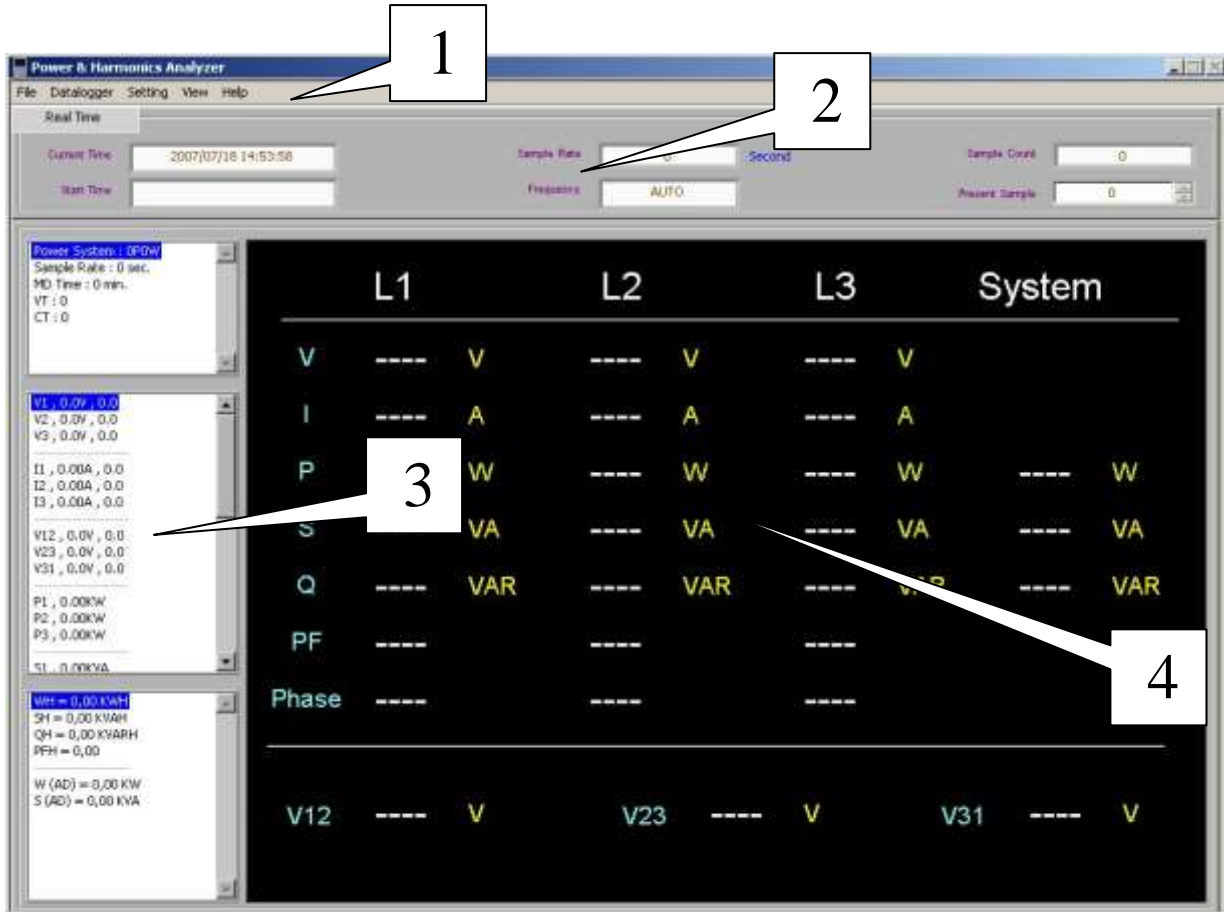 1
Power & Harmonics Analyzer
File Datalogger Setting View Help
2
Real Time
Current Time 2007/07/18 14:53:58 Sample Rate 0 Second Sample Count 0
Start Time Frequency AUTO Present Sample 0
Power System : 0P0W
Sample Rate : 0 sec.
MD Time : 0 min.
VT : 0
CT : 0
V1 , 0.0V , 0.0
V2 , 0.0V , 0.0
V3 , 0.0V , 0.0
I1 , 0.00A , 0.0
I2 , 0.00A , 0.0
I3 , 0.00A , 0.0
V12 , 0.0V , 0.0
V23 , 0.0V , 0.0
V31 , 0.0V , 0.0
P1 , 0.00KW
P2 , 0.00KW
P3 , 0.00KW
S1 , 0.00KVA
WH = 0,00 KWH
SH = 0,00 KVAH
QH = 0,00 KVARH
PFH = 0,00
W (AD) = 0,00 KW
S (AD) = 0,00 KVA
L1 L2 L3 System
V ---- V ---- V ---- V
I ---- A ---- A ---- A
P W ---- W ---- W ---- W
3
S VA ---- VA ---- VA ---- VA
Q ---- VAR ---- VAR ---- VAR ---- VAR
PF ---- ---- ----
4
Phase ---- ---- ----
V12 ---- V V23 ---- V V31 ---- V